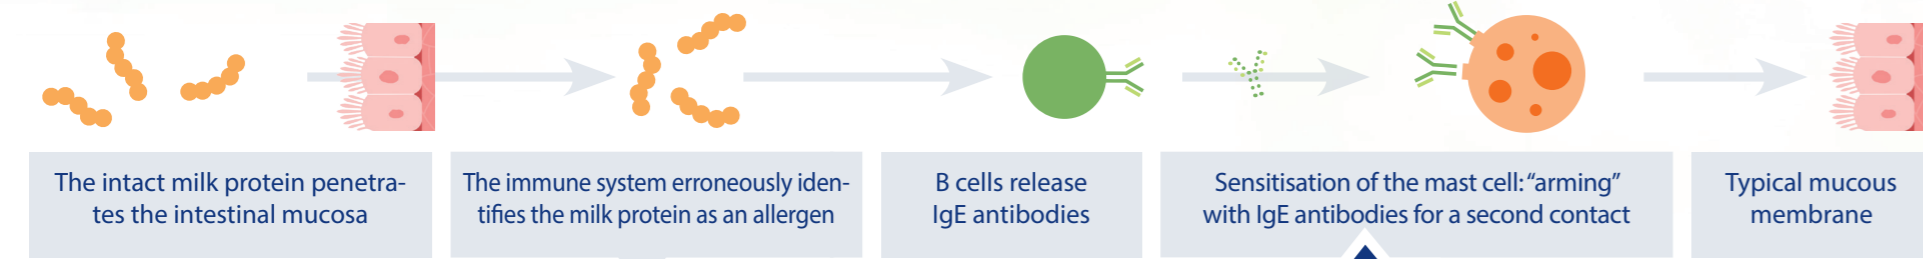 The intact milk protein penetra-
tes the intestinal mucosa
The immune system erroneously iden-
tifies the milk protein as an allergen
B cells release
IgE antibodies
Sensitisation of the mast cell: “arming”
with IgE antibodies for a second contact
Typical mucous
membrane